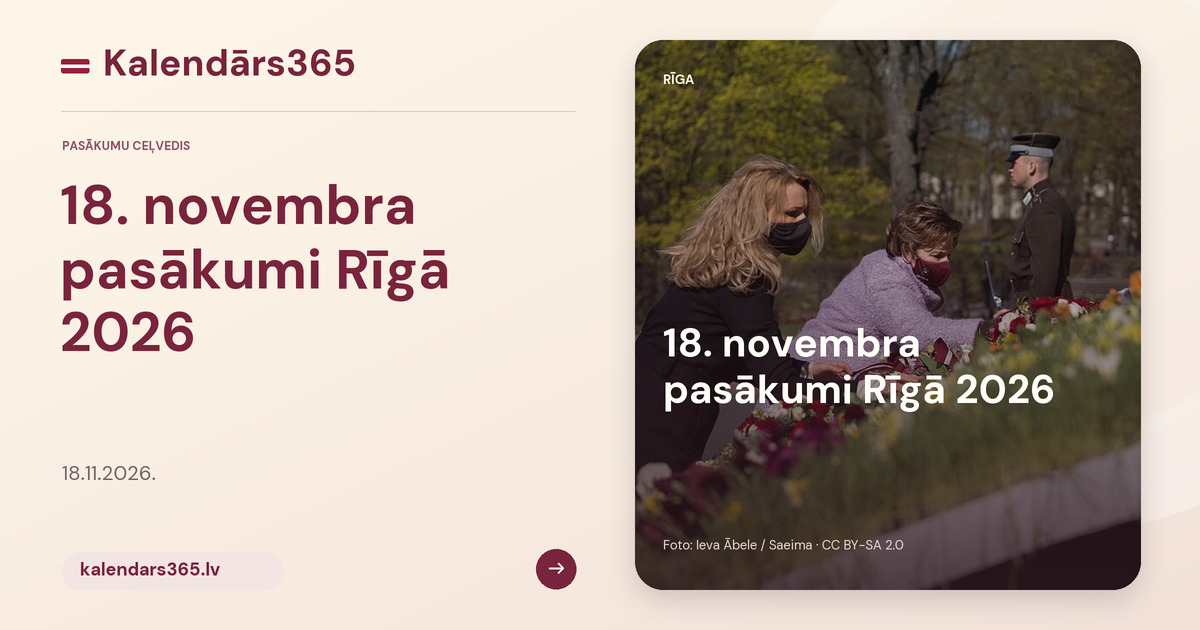 Kalendārs365
PASĀKUMU CEĻVEDIS
18. novembra
pasākumi Rīgā
2026
18.11.2026.
kalendars365.lv
RĪGA
18. novembra
pasākumi Rīgā 2026
Foto: Ieva Ābele / Saeima · CC BY-SA 2.0